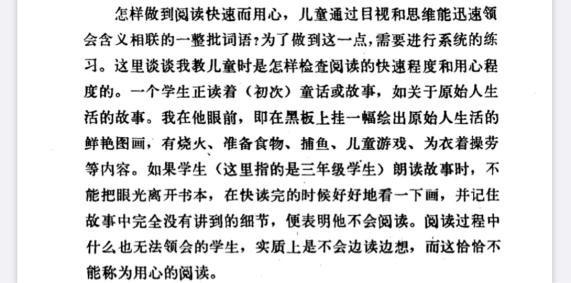 怎样做到阅读快速而用心，儿童通过目视和思维能迅速领
会含义相联的一整批词语？为了做到这一点，需要进行系统的练
习。这里谈谈我教儿童时是怎样检查阅读的快速程度和用心程
度的。一个学生正读着（初次）童话或故事，如关于原始人生
活的故事。我在他眼前，即在黑板上挂一幅绘出原始人生活的
鲜艳图画，有烧火、准备食物、捕鱼、儿童游戏、为衣着操劳
等内容。如果学生（这里指的是三年级学生）朗读故事时，不
能把眼光离开书本，在快读完的时候好好地看一下画，并记住
故事中完全没有讲到的细节，便表明他不会阅读。阅读过程中
什么也无法领会的学生，实质上是不会边读边想，而这恰恰不
能称为用心的阅读。